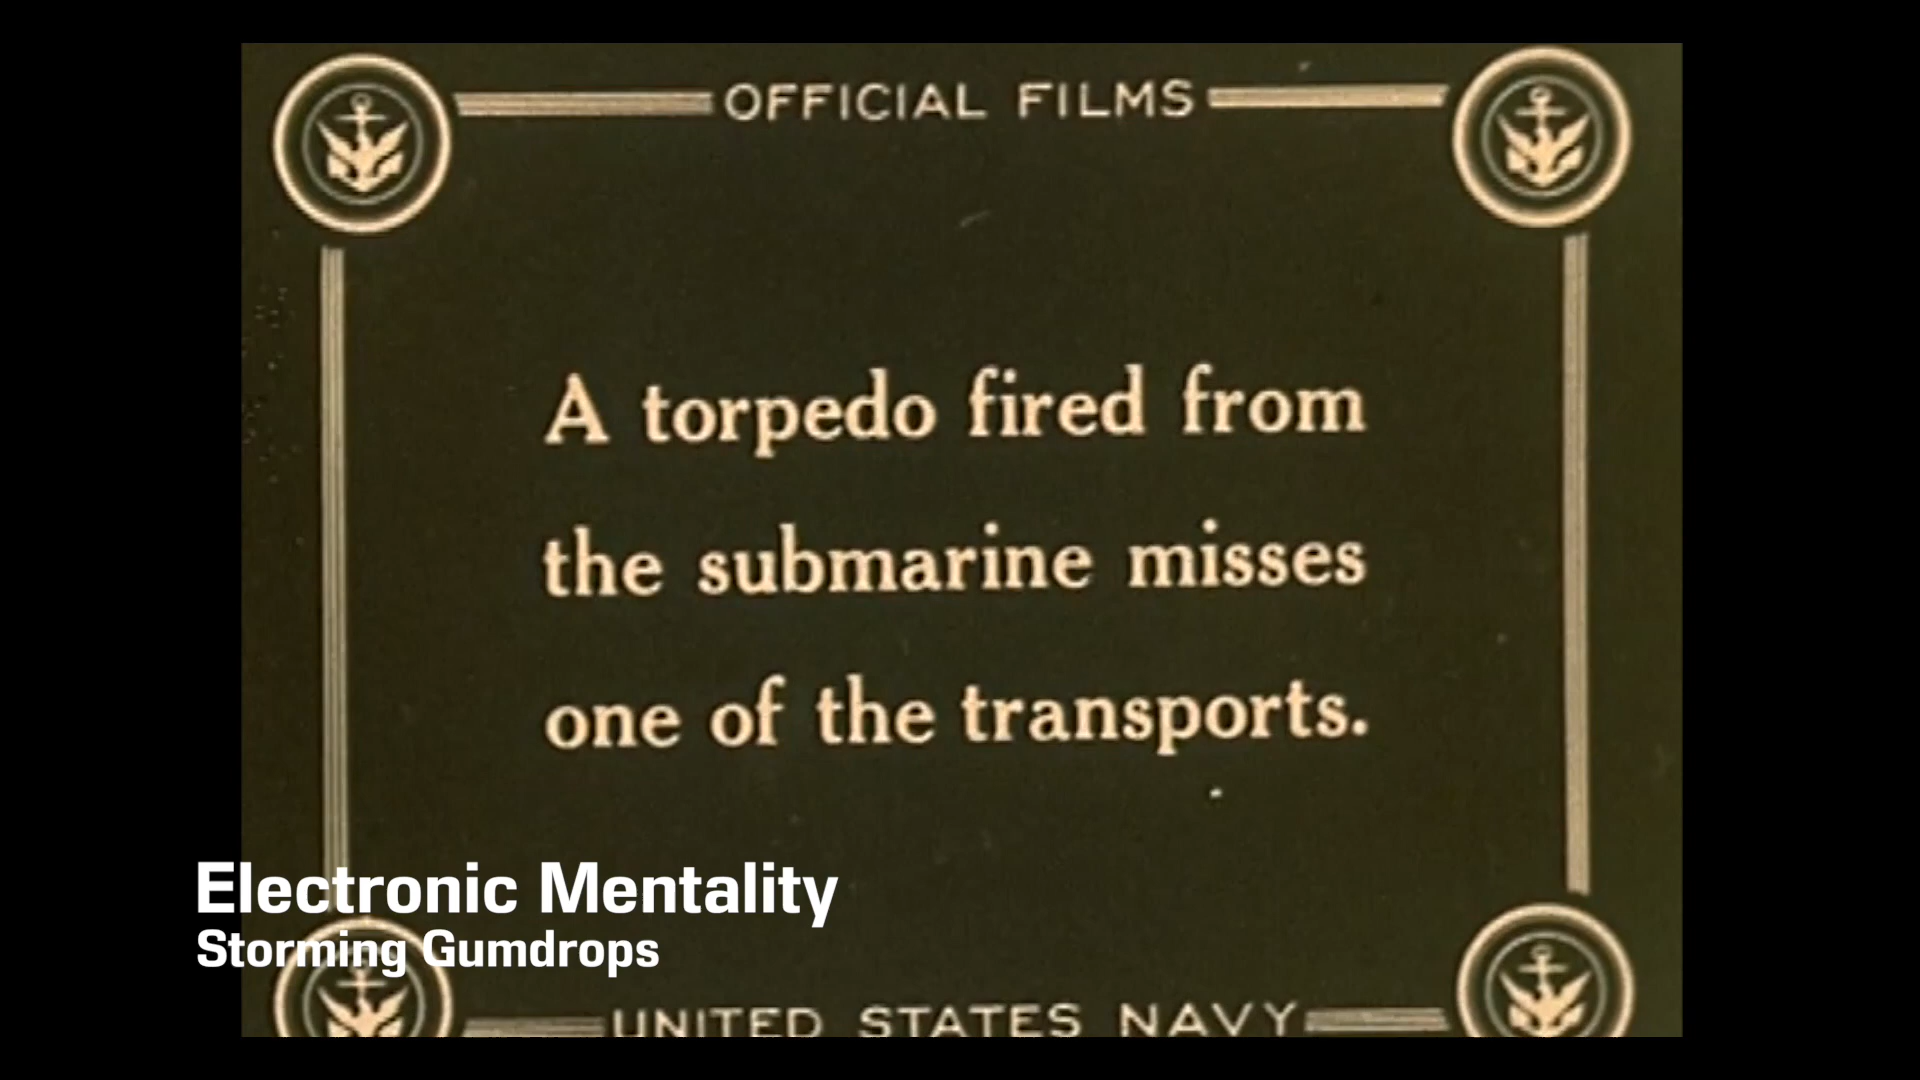 OFFICIAL FILMS
A torpedo fired from
the submarine misses
one of the transports.
Electronic Mentality
Storming Gumdrops
UNITED STATES NAVY